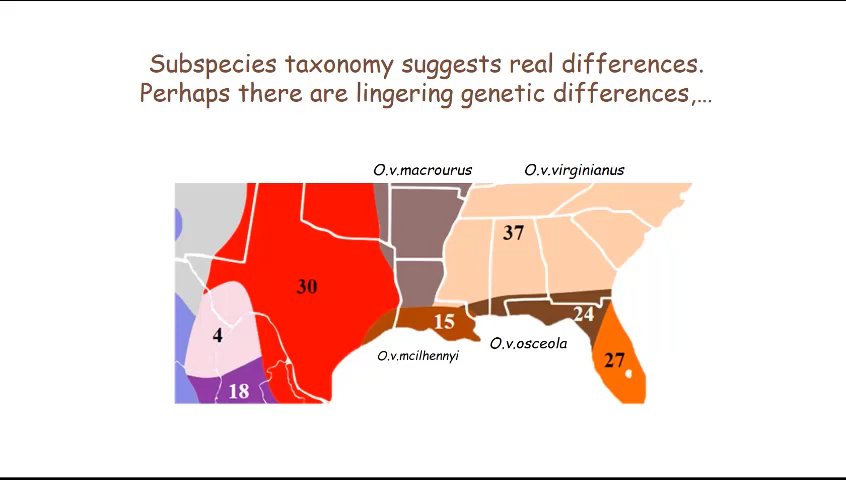 Subspecies taxonomy suggests real differences.
Perhaps there are lingering genetic differences,...
O.v.macrourus
O.v.virginianus
37
30
15
24
4
O.v.osceola
O.v.mcilhennyi
27
18